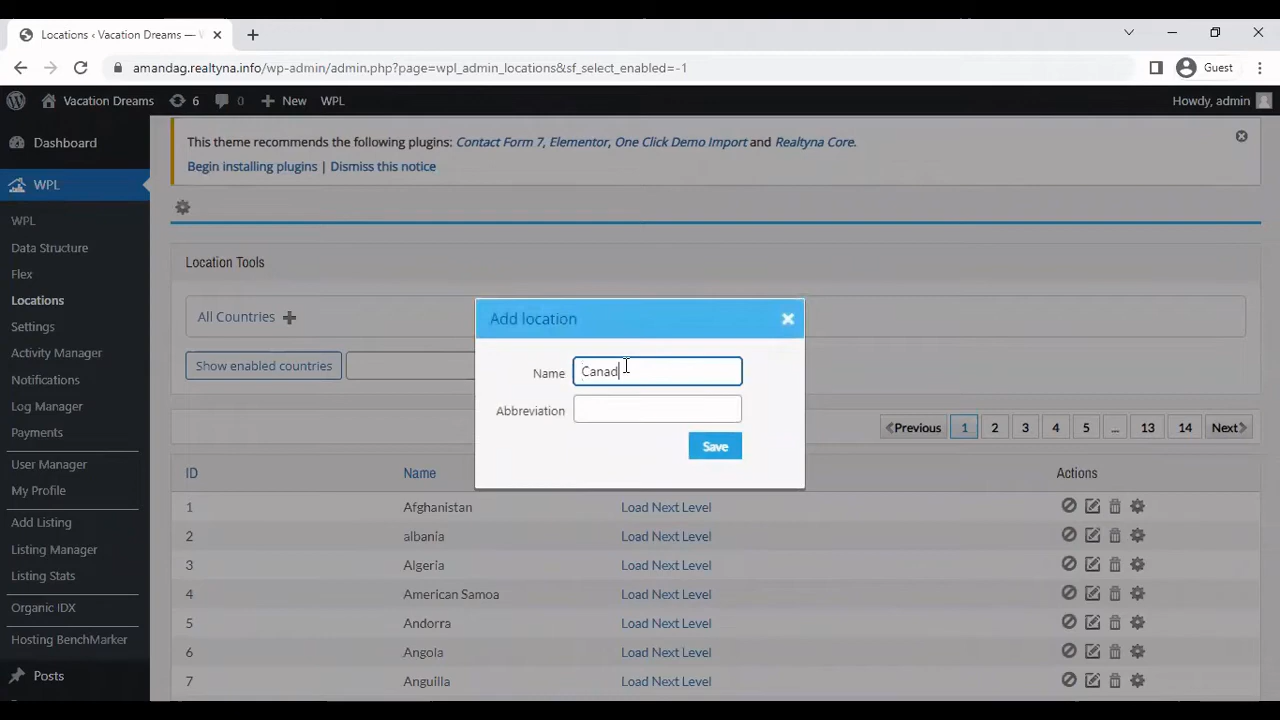 Locations ‹ Vacation Dreams —
amandag.realtyna.info/wp-admin/admin.php?page=wpl_admin_locations&sf_select_enabled=-1
Guest
Vacation Dreams
6
0
New
WPL
Howdy, admin
Dashboard
WPL
WPL
Data Structure
Flex
Locations
Settings
Activity Manager
Notifications
Log Manager
Payments
User Manager
My Profile
Add Listing
Listing Manager
Listing Stats
Organic IDX
Hosting BenchMarker
Posts
This theme recommends the following plugins: Contact Form 7, Elementor, One Click Demo Import and Realtyna Core.
Begin installing plugins | Dismiss this notice
Location Tools
All Countries
Show enabled countries
Add location
Name Canad
Abbreviation
Save
Previous 1 2 3 4 5 ... 13 14 Next
ID Name Actions
1 Afghanistan Load Next Level
2 albania Load Next Level
3 Algeria Load Next Level
4 American Samoa Load Next Level
5 Andorra Load Next Level
6 Angola Load Next Level
7 Anguilla Load Next Level